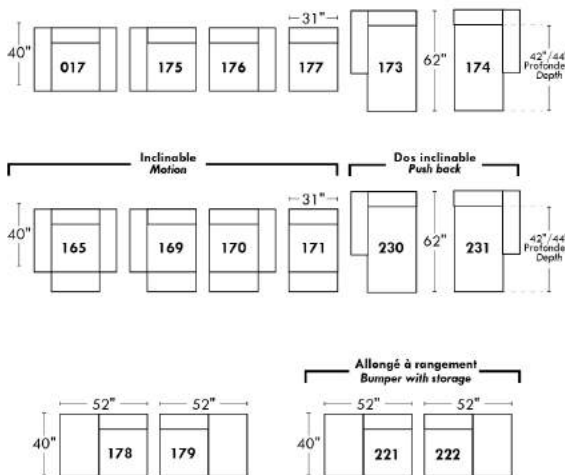 31"
40" 017 175 176 177 173 62" 174 42"/44"
Profonde
Depth
Inclinable
Motion
Dos inclinable
Push back
31"
40" 165 169 170 171 230 62" 231 42"/44"
Profonde
Depth
Allongé à rangement
Bumper with storage
52" 52" 52" 52"
40" 178 179 40" 221 222